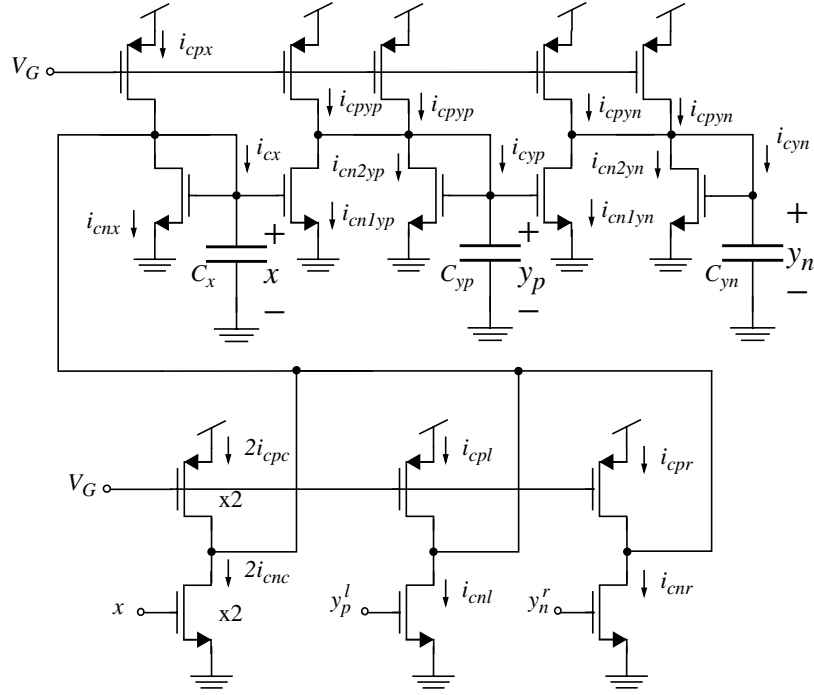 i_cpx
V_G
i_cpyp
i_cpyp
i_cpyn
i_cpyn
i_cx
i_cn2yp
i_cyp
i_cn2yn
i_cyn
i_cnx
i_cn1yp
i_cn1yn
+
+
+
C_x
x
C_yp
y_p
C_yn
y_n
−
−
−
2i_cpc
i_cpl
i_cpr
V_G
x2
2i_cnc
i_cnl
i_cnr
x
x2
y_p^l
y_n^r